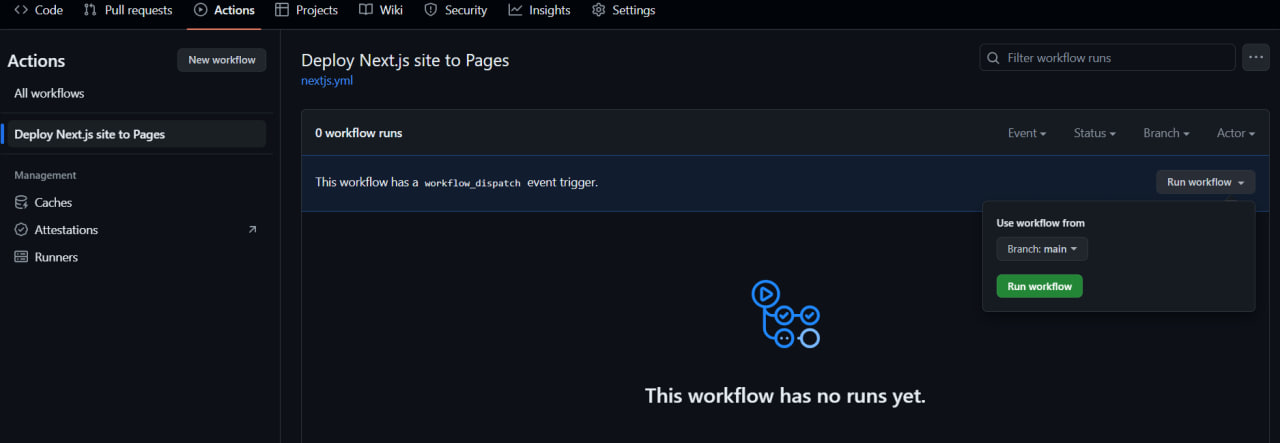 Code Pull requests Actions Projects Wiki Security Insights Settings
Actions
New workflow
All workflows
Deploy Next.js site to Pages
Management
Caches
Attestations
Runners
Deploy Next.js site to Pages
nextjs.yml
Filter workflow runs
0 workflow runs
Event Status Branch Actor
This workflow has a workflow_dispatch event trigger.
Run workflow
Use workflow from
Branch: main
Run workflow
This workflow has no runs yet.